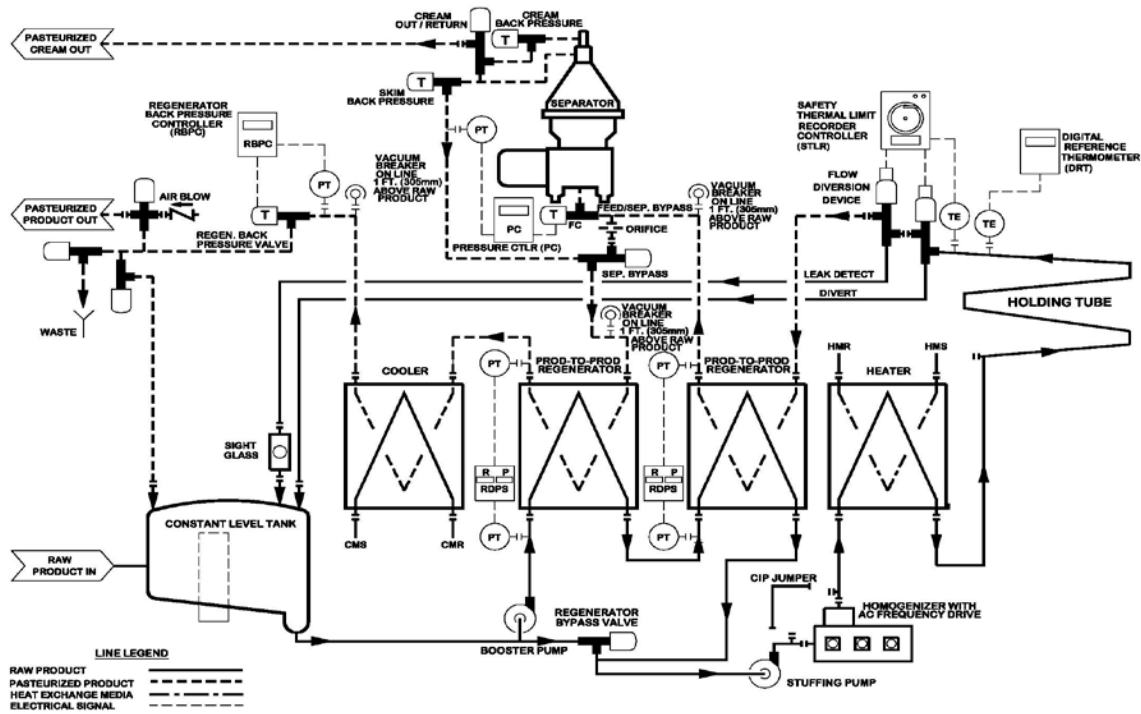 PASTEURIZED
CREAM OUT
CREAM
OUT / RETURN
CREAM
BACK PRESSURE
T
T
SKIM
BACK PRESSURE
SEPARATOR
REGENERATOR
BACK PRESSURE
CONTROLLER
(RBPC)
RBPC
PT
PT
SAFETY
THERMAL LIMIT
RECORDER
CONTROLLER
(STLR)
DIGITAL
REFERENCE
THERMOMETER
(DRT)
VACUUM
BREAKER
ON LINE
1 FT. (305mm)
ABOVE RAW
PRODUCT
VACUUM
BREAKER
ON LINE
1 FT. (305mm)
ABOVE RAW
PRODUCT
FLOW
DIVERSION
DEVICE
TE
TE
PASTEURIZED
PRODUCT OUT
AIR BLOW
T
REGEN. BACK
PRESSURE VALVE
PC
PRESSURE CTLR (PC)
T
FC
FEED/SEP. BYPASS
ORIFICE
SEP. BYPASS
LEAK DETECT
DIVERT
HOLDING TUBE
WASTE
VACUUM
BREAKER
ON LINE
1 FT. (305mm)
ABOVE RAW
PRODUCT
COOLER
PT
PROD-TO-PROD
REGENERATOR
PT
PROD-TO-PROD
REGENERATOR
HMR
HMS
HEATER
SIGHT
GLASS
R P
RDPS
R P
RDPS
PT
PT
CONSTANT LEVEL TANK
CMS
CMR
RAW
PRODUCT IN
CIP JUMPER
REGENERATOR
BYPASS VALVE
HOMOGENIZER WITH
AC FREQUENCY DRIVE
BOOSTER PUMP
STUFFING PUMP
LINE LEGEND
RAW PRODUCT
PASTEURIZED PRODUCT
HEAT EXCHANGE MEDIA
ELECTRICAL SIGNAL